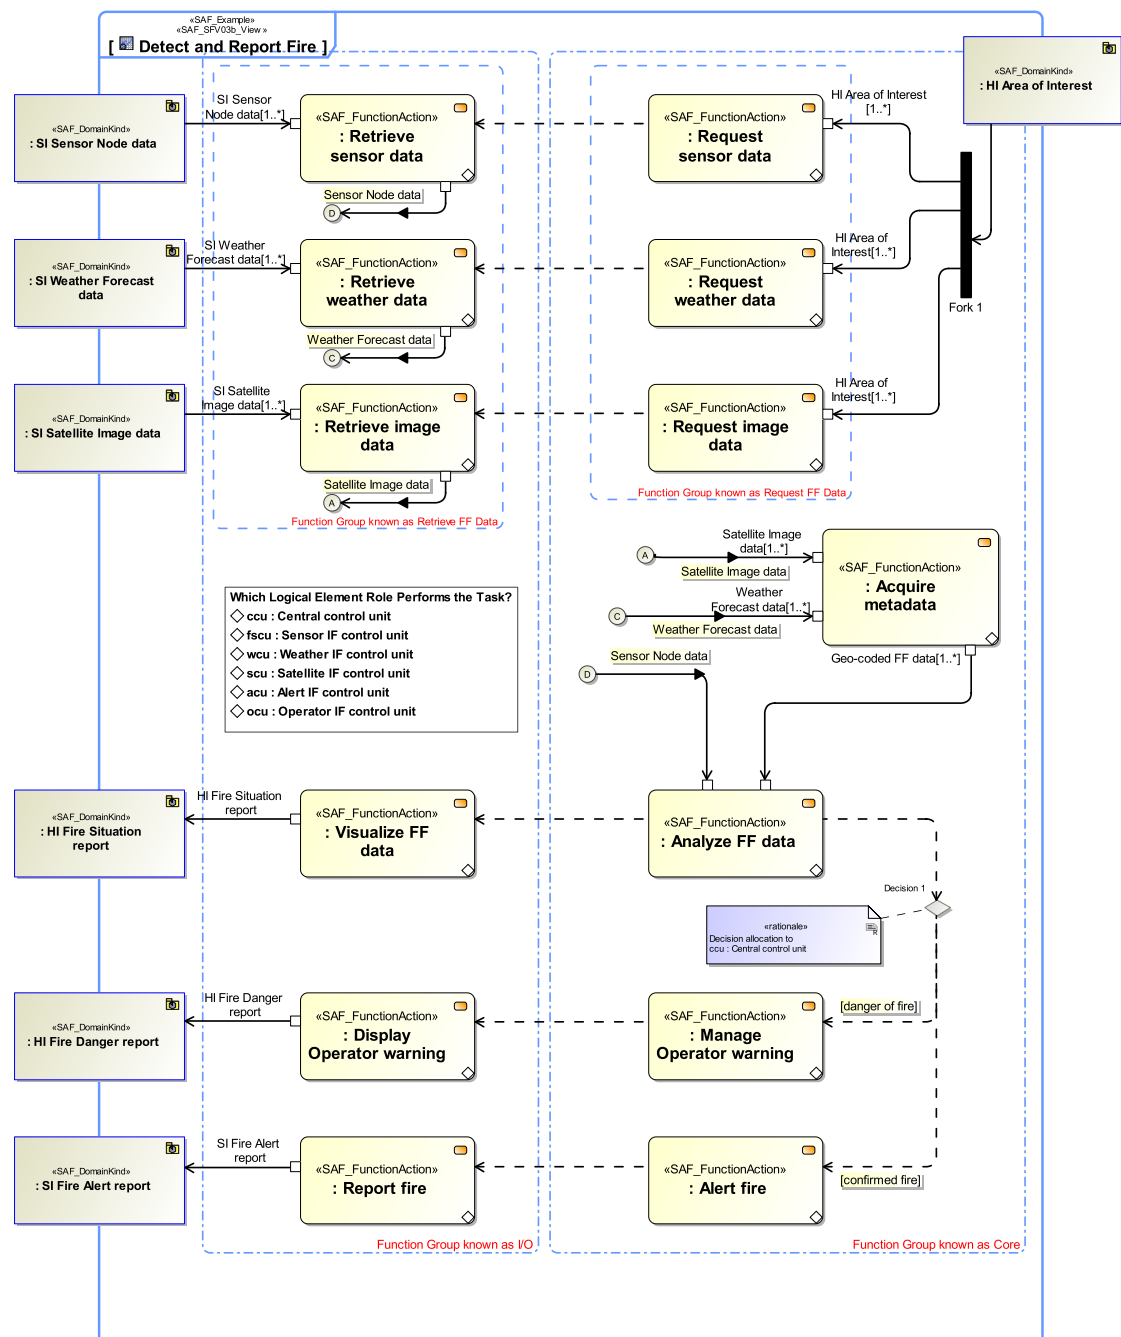 «SAF_Example»
«SAF_SFV03b_View »
[ Detect and Report Fire ]
«SAF_DomainKind»
: HI Area of Interest
«SAF_DomainKind»
: SI Sensor Node data
SI Sensor
Node data[1..*]
«SAF_FunctionAction»
: Retrieve
sensor data
«SAF_FunctionAction»
: Request
sensor data
HI Area of Interest
[1..*]
Sensor Node data
D
«SAF_DomainKind»
: SI Weather Forecast
data
SI Weather
Forecast data[1..*]
«SAF_FunctionAction»
: Retrieve
weather data
«SAF_FunctionAction»
: Request
weather data
HI Area of
Interest[1..*]
Fork 1
Weather Forecast data
C
«SAF_DomainKind»
: SI Satellite Image data
SI Satellite
Image data[1..*]
«SAF_FunctionAction»
: Retrieve image
data
«SAF_FunctionAction»
: Request image
data
HI Area of
Interest[1..*]
Satellite Image data
A
Function Group known as Retrieve FF Data
Function Group known as Request FF Data
A
Satellite Image
data[1..*]
Satellite Image data
C
Weather
Forecast data[1..*]
Weather Forecast data
«SAF_FunctionAction»
: Acquire
metadata
Sensor Node data
D
Geo-coded FF data[1..*]
Which Logical Element Role Performs the Task?
ccu : Central control unit
fscu : Sensor IF control unit
wcu : Weather IF control unit
scu : Satellite IF control unit
acu : Alert IF control unit
ocu : Operator IF control unit
«SAF_DomainKind»
: HI Fire Situation
report
HI Fire Situation
report
«SAF_FunctionAction»
: Visualize FF
data
«SAF_FunctionAction»
: Analyze FF data
Decision 1
«rationale»
Decision allocation to
ccu : Central control unit
«SAF_DomainKind»
: HI Fire Danger report
HI Fire Danger
report
«SAF_FunctionAction»
: Display
Operator warning
«SAF_FunctionAction»
: Manage
Operator warning
[danger of fire]
«SAF_DomainKind»
: SI Fire Alert report
SI Fire Alert
report
«SAF_FunctionAction»
: Report fire
«SAF_FunctionAction»
: Alert fire
[confirmed fire]
Function Group known as I/O
Function Group known as Core